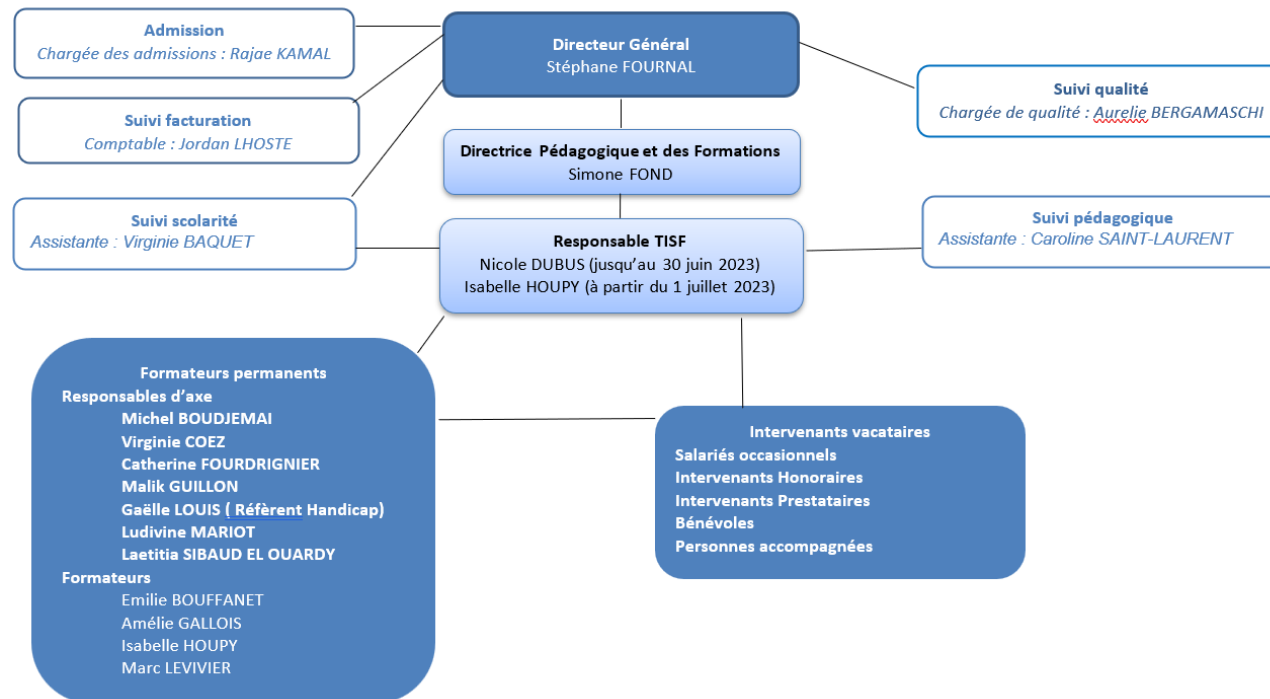 Admission
Chargée des admissions : Rajae KAMAL
Directeur Général
Stéphane FOURNAL
Suivi qualité
Chargée de qualité : Aurelie BERGAMASCHI
Suivi facturation
Comptable : Jordan LHOSTE
Directrice Pédagogique et des Formations
Simone FOND
Suivi scolarité
Assistante : Virginie BAQUET
Responsable TISF
Nicole DUBUS (jusqu’au 30 juin 2023)
Isabelle HOUPY (à partir du 1 juillet 2023)
Suivi pédagogique
Assistante : Caroline SAINT-LAURENT
Formateurs permanents
Responsables d’axe
Michel BOUDJEMAI
Virginie COEZ
Catherine FOURDRIGNIER
Malik GUILLON
Gaëlle LOUIS ( Réfèrent Handicap)
Ludivine MARIOT
Laetitia SIBAUD EL OUARDY
Formateurs
Emilie BOUFFANET
Amélie GALLOIS
Isabelle HOUPY
Marc LEVIVIER
Intervenants vacataires
Salariés occasionnels
Intervenants Honoraires
Intervenants Prestataires
Bénévoles
Personnes accompagnées